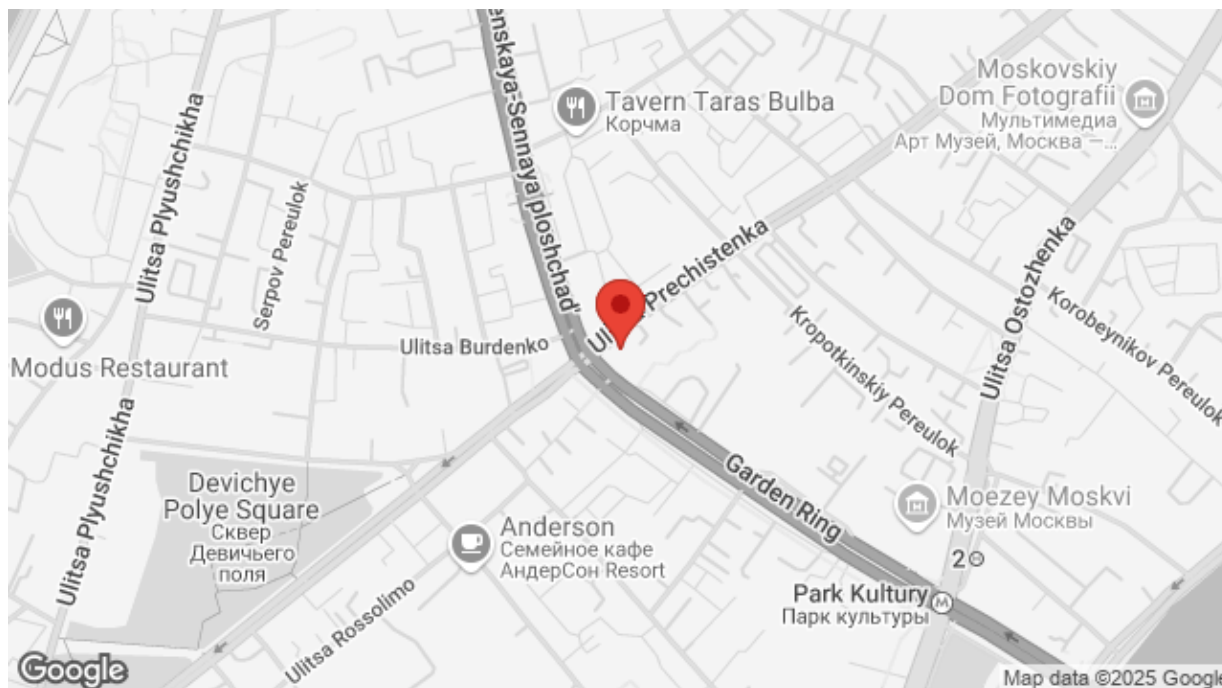 enskaya-Sennaya ploshchad'
Moskovskiy
Dom Fotografii
Мультимедиа
Арт Музей, Москва —...
Tavern Taras Bulba
Корчма
Ulitsa Plyushchikha
Serpov Pereulok
Prechistenka
Ulitsa Ostozhenka
Korobeynikov Pereulok
Kropotkinskiy Pereulok
Modus Restaurant
Ulitsa Burdenko
Garden Ring
Devichye
Polye Square
Сквер
Девичьего
поля
Anderson
Семейное кафе
АндерСон Resort
Moezey Moskvi
Музей Москвы
2
Park Kultury
Парк культуры
M
Ulitsa Plyushchikha
Ulitsa Rossolimo
Google
Map data ©2025 Google